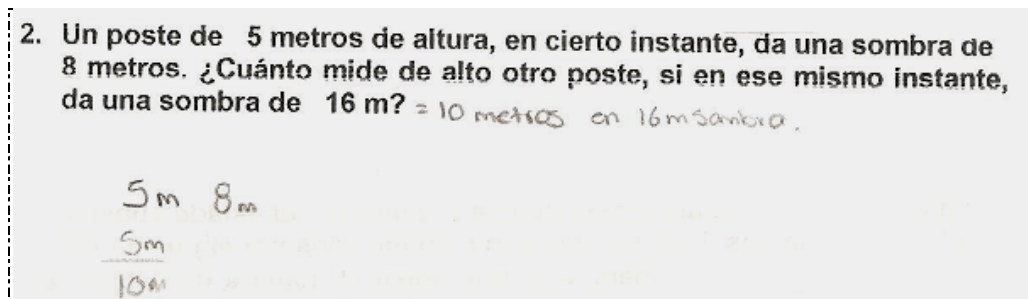 2. Un poste de 5 metros de altura, en cierto instante, da una sombra de
8 metros. ¿Cuánto mide de alto otro poste, si en ese mismo instante,
da una sombra de 16 m? = 10 metros en 16m sombra.
5m 8m
5m
10m